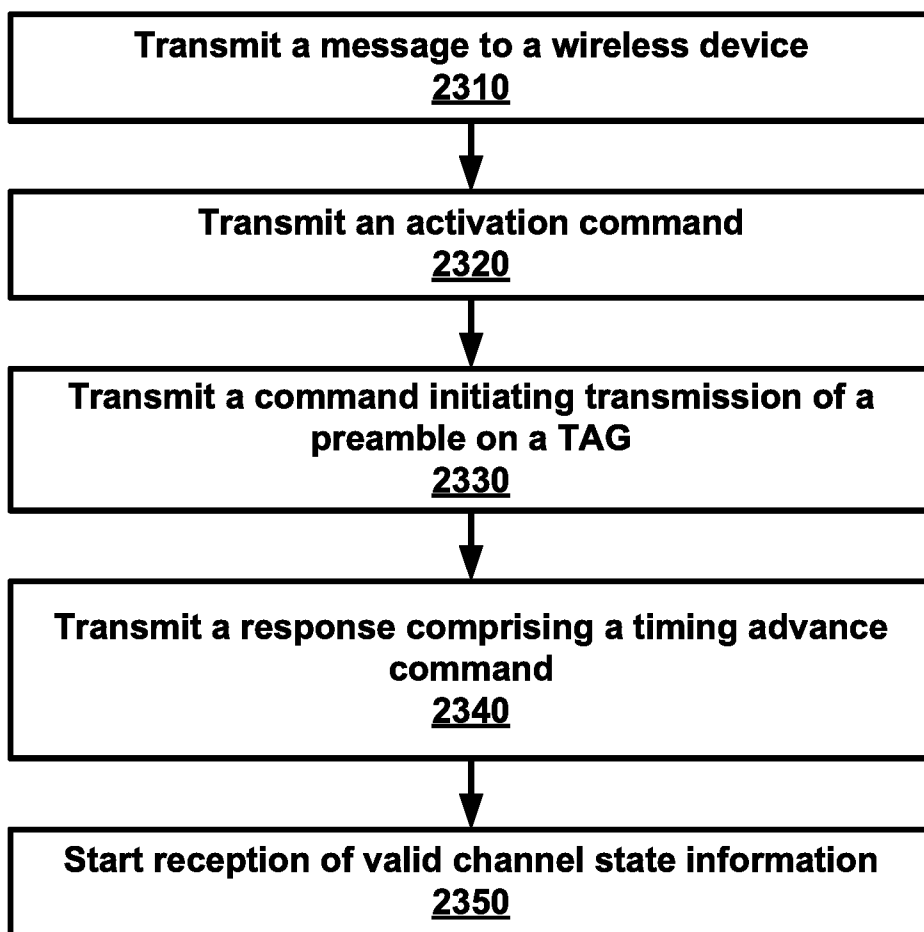 Transmit a message to a wireless device
2310
Transmit an activation command
2320
Transmit a command initiating transmission of a
preamble on a TAG
2330
Transmit a response comprising a timing advance
command
2340
Start reception of valid channel state information
2350